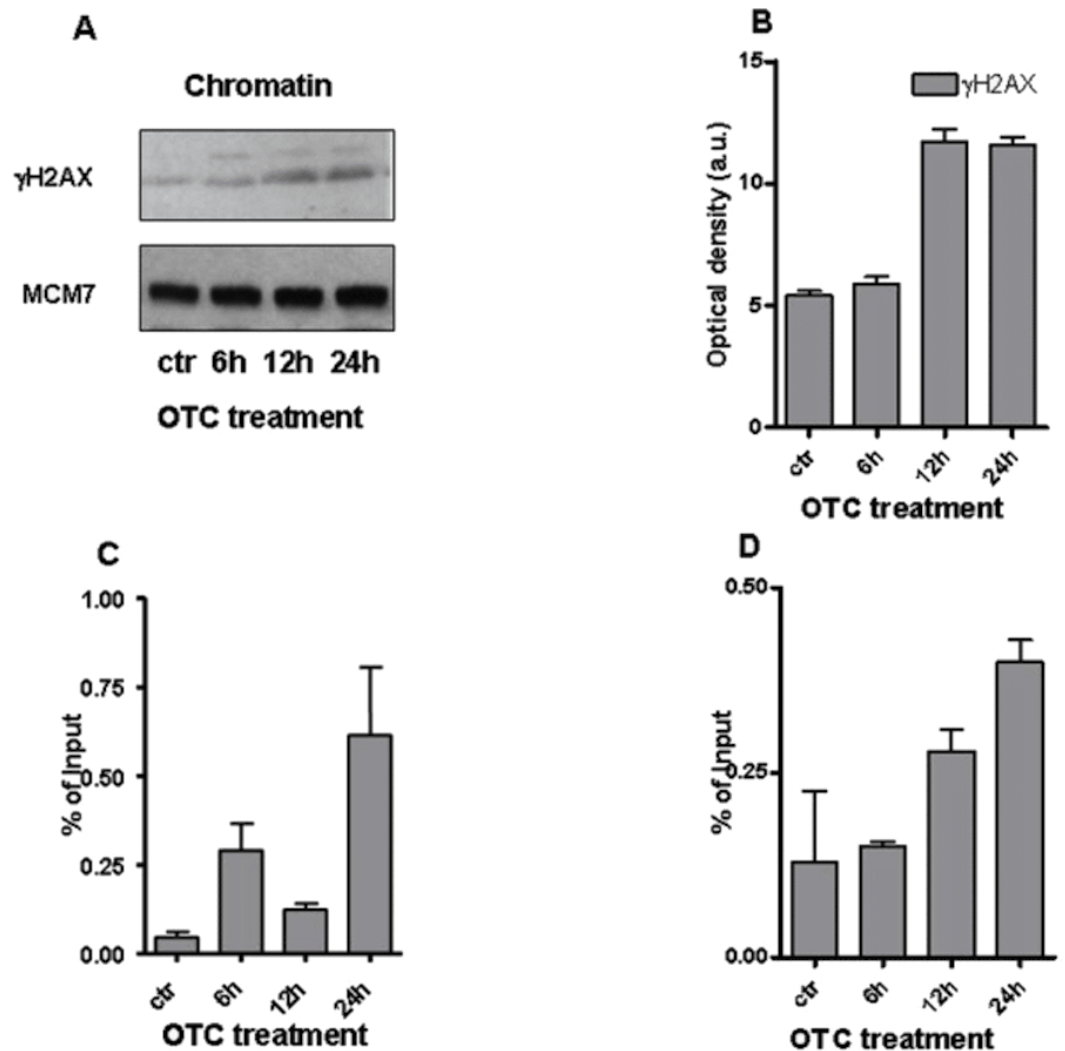 A
Chromatin
γH2AX
MCM7
ctr 6h 12h 24h
OTC treatment
B
15
10
5
0
Optical density (a.u.)
γH2AX
ctr 6h 12h 24h
OTC treatment
C
1.00
0.75
0.50
0.25
0.00
% of Input
ctr 6h 12h 24h
OTC treatment
D
0.50
0.25
0.00
% of Input
ctr 6h 12h 24h
OTC treatment